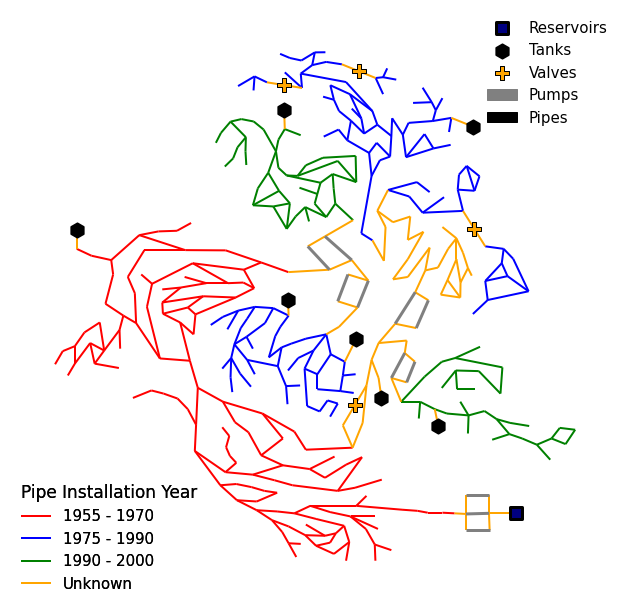 Reservoirs
Tanks
Valves
Pumps
Pipes
Pipe Installation Year
1955 - 1970
1975 - 1990
1990 - 2000
Unknown